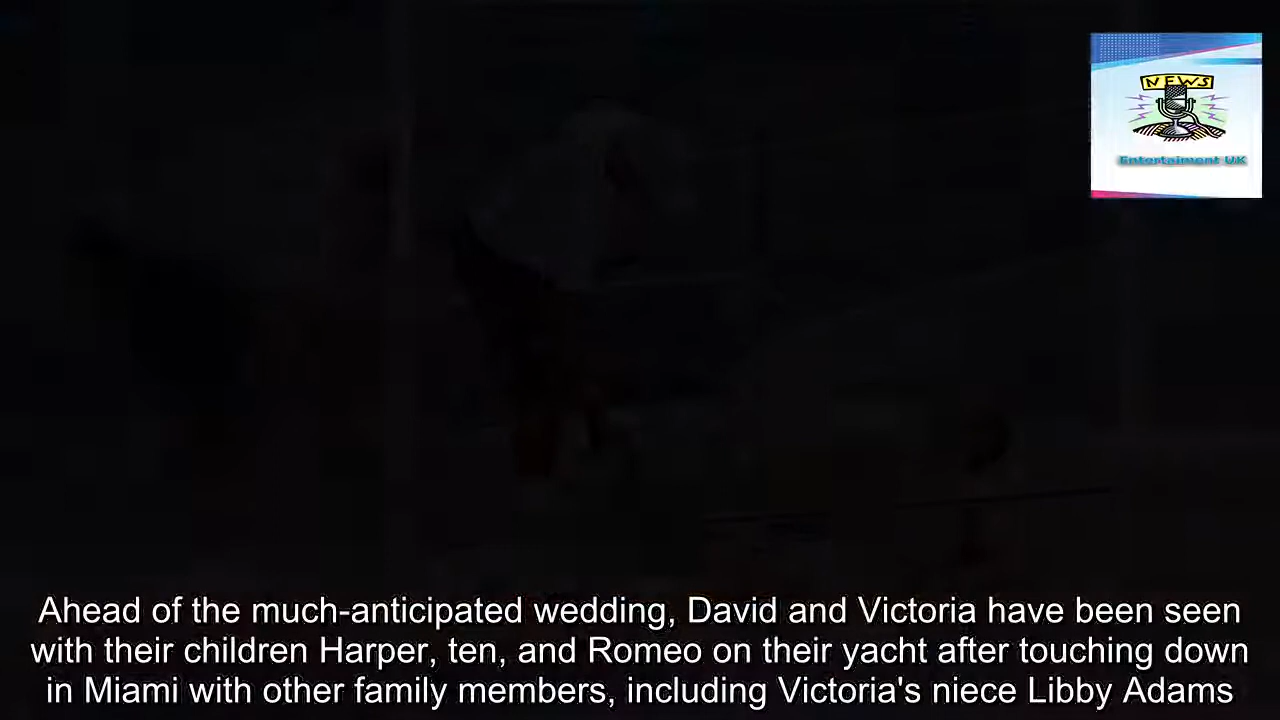 NEWS
Entertaiment UK
Ahead of the much-anticipated wedding, David and Victoria have been seen
with their children Harper, ten, and Romeo on their yacht after touching down
in Miami with other family members, including Victoria's niece Libby Adams